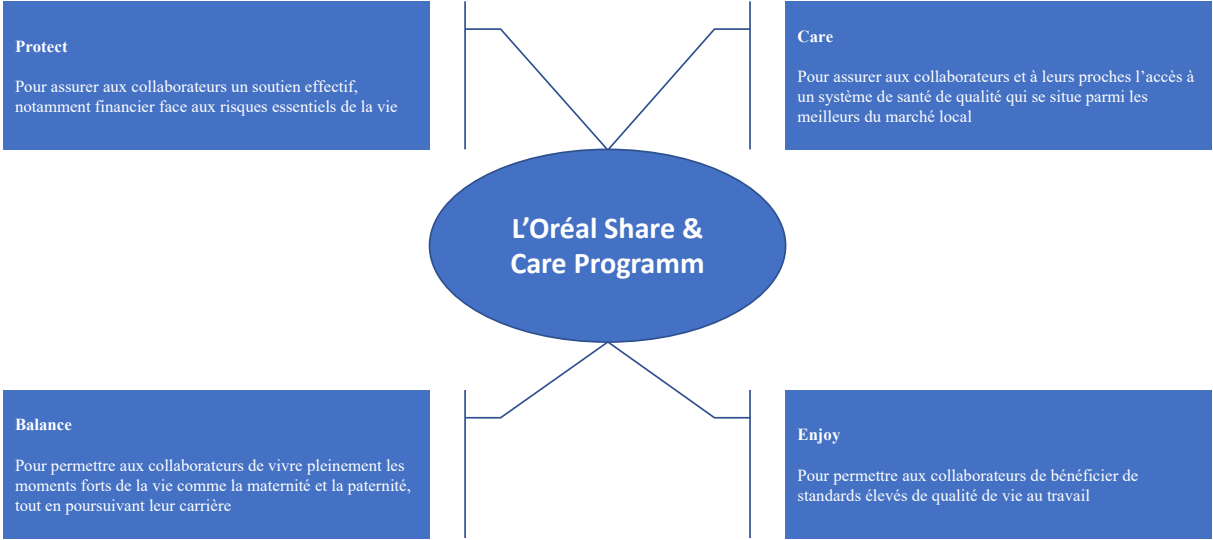 Protect
Pour assurer aux collaborateurs un soutien effectif,
notamment financier face aux risques essentiels de la vie
Care
Pour assurer aux collaborateurs et à leurs proches l’accès à
un système de santé de qualité qui se situe parmi les
meilleurs du marché local
L’Oréal Share &
Care Programm
Balance
Pour permettre aux collaborateurs de vivre pleinement les
moments forts de la vie comme la maternité et la paternité,
tout en poursuivant leur carrière
Enjoy
Pour permettre aux collaborateurs de bénéficier de
standards élevés de qualité de vie au travail